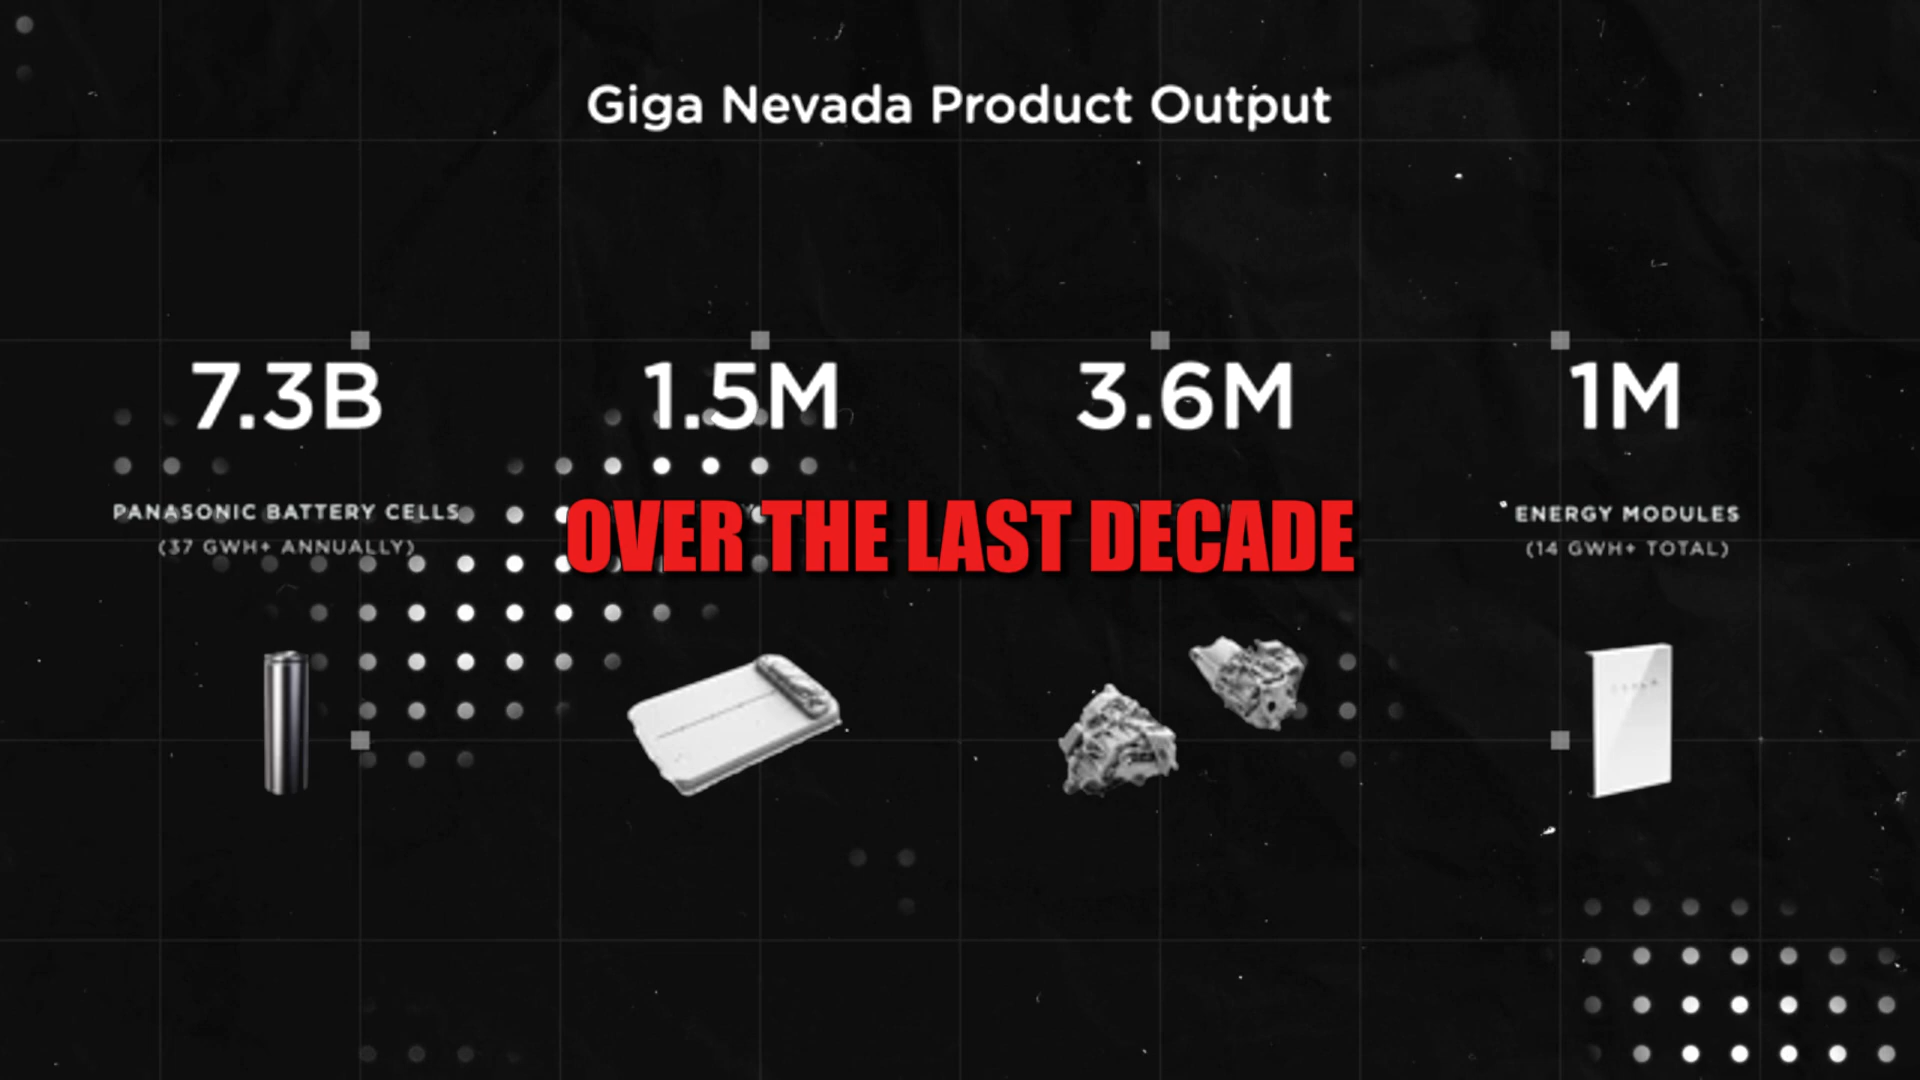 Giga Nevada Product Output
7.3B
1.5M
3.6M
1M
PANASONIC BATTERY CELLS
(37 GWH+ ANNUALLY)
OVER THE LAST DECADE
ENERGY MODULES
(14 GWH+ TOTAL)